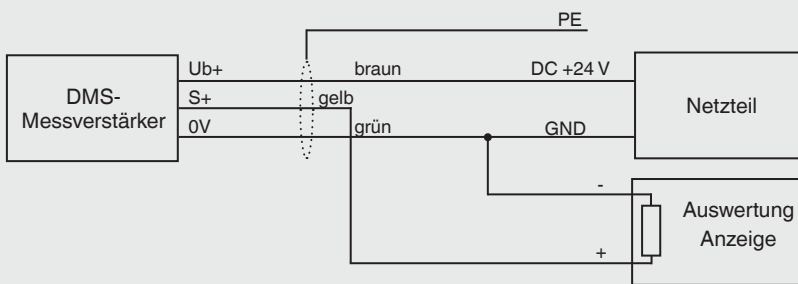 PE
Ub+ braun DC +24 V
DMS-
Messverstärker
S+ gelb
Netzteil
0V grün GND
-
Auswertung
Anzeige
+